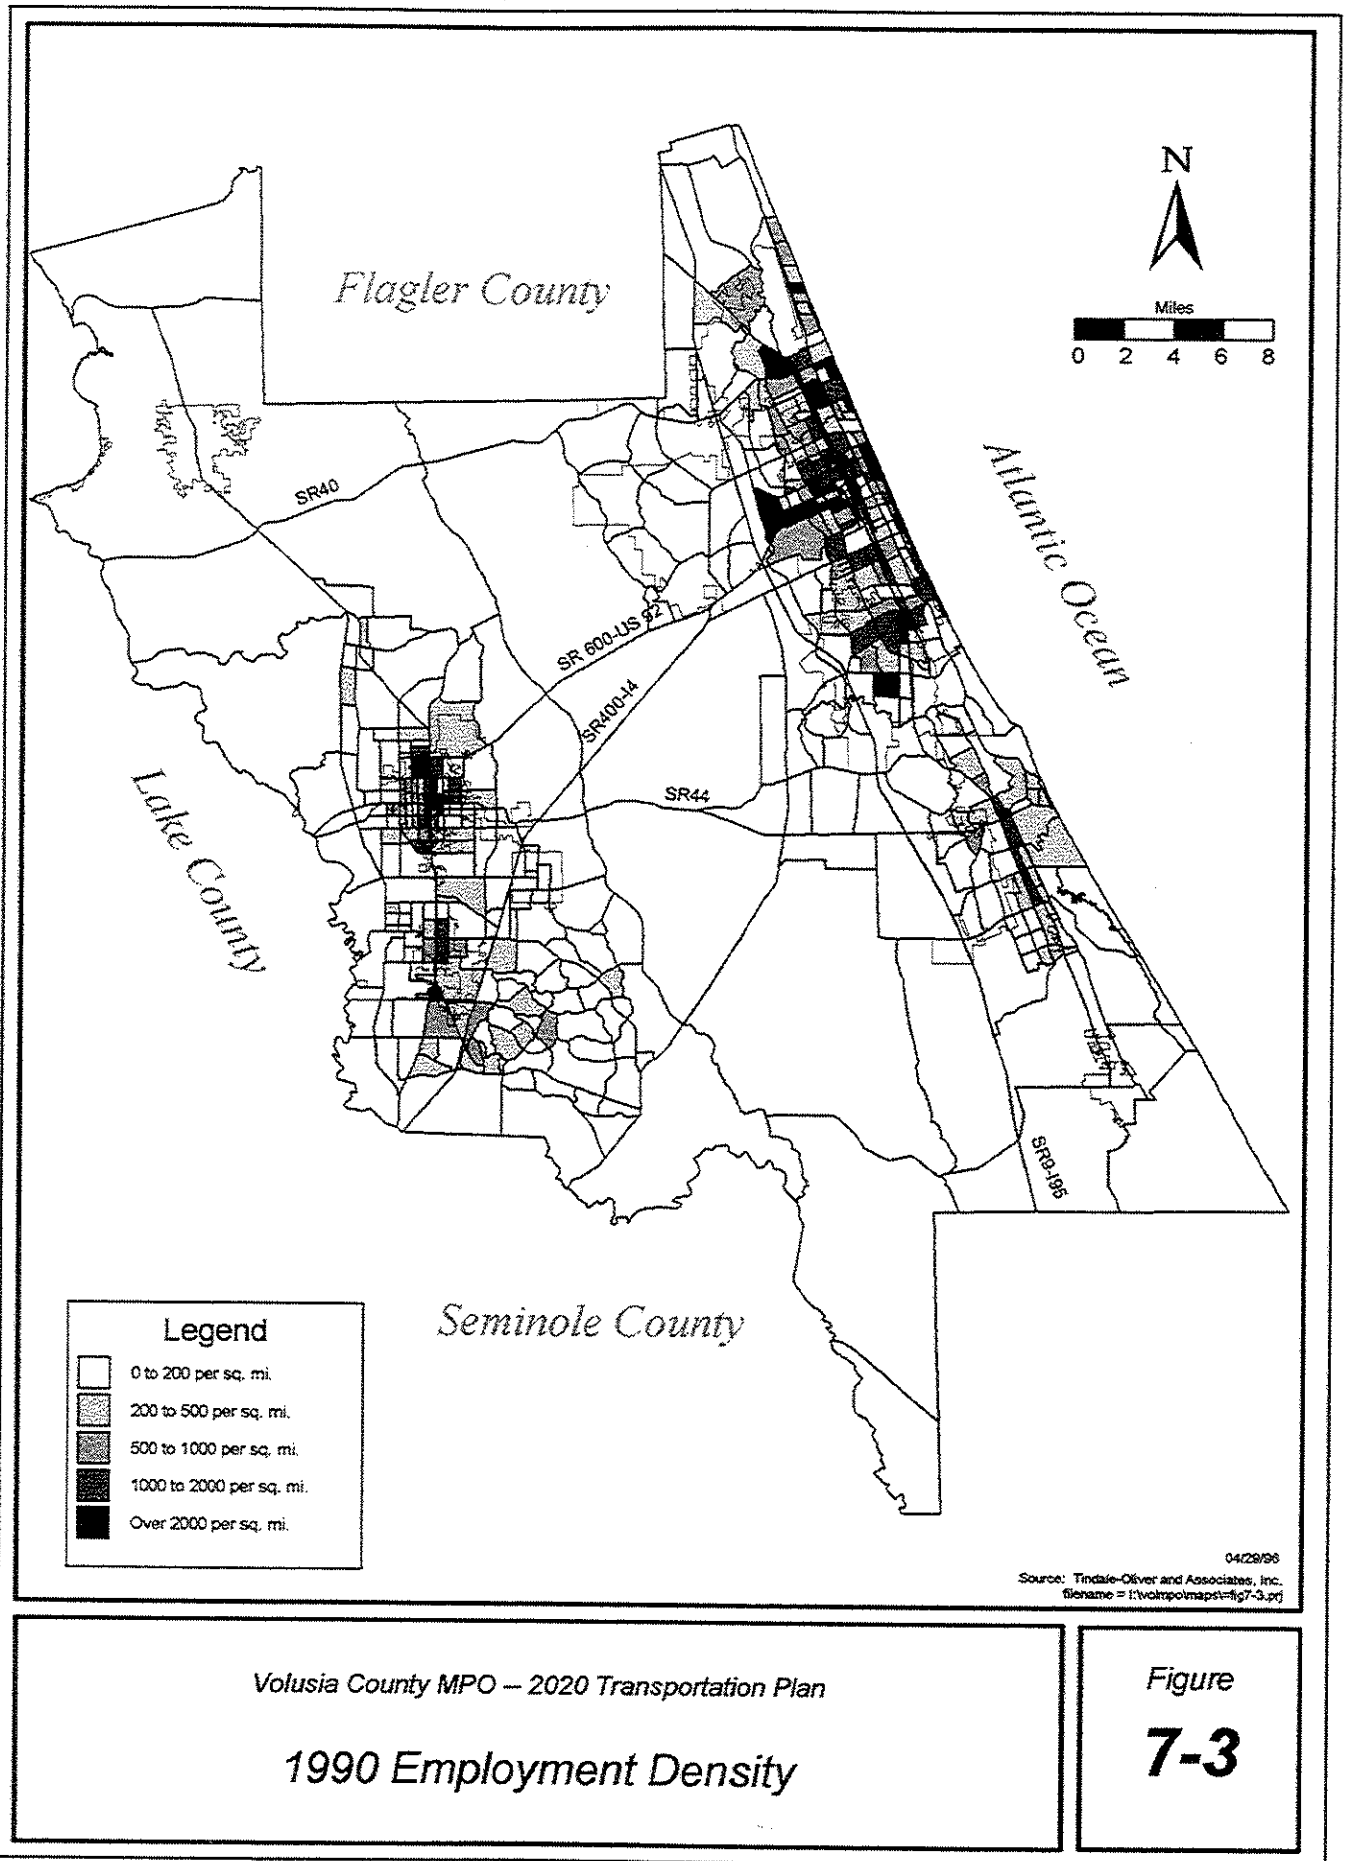 N
Miles
0 2 4 6 8
Flagler County
Atlantic Ocean
SR40
SR 600-US 92
SR400-I4
SR44
Lake County
SR9-I95
Seminole County
Legend
0 to 200 per sq. mi.
200 to 500 per sq. mi.
500 to 1000 per sq. mi.
1000 to 2000 per sq. mi.
Over 2000 per sq. mi.
04/29/96
Source: Tindale-Oliver and Associates, Inc.
filename =
Volusia County MPO – 2020 Transportation Plan
1990 Employment Density
Figure
7-3